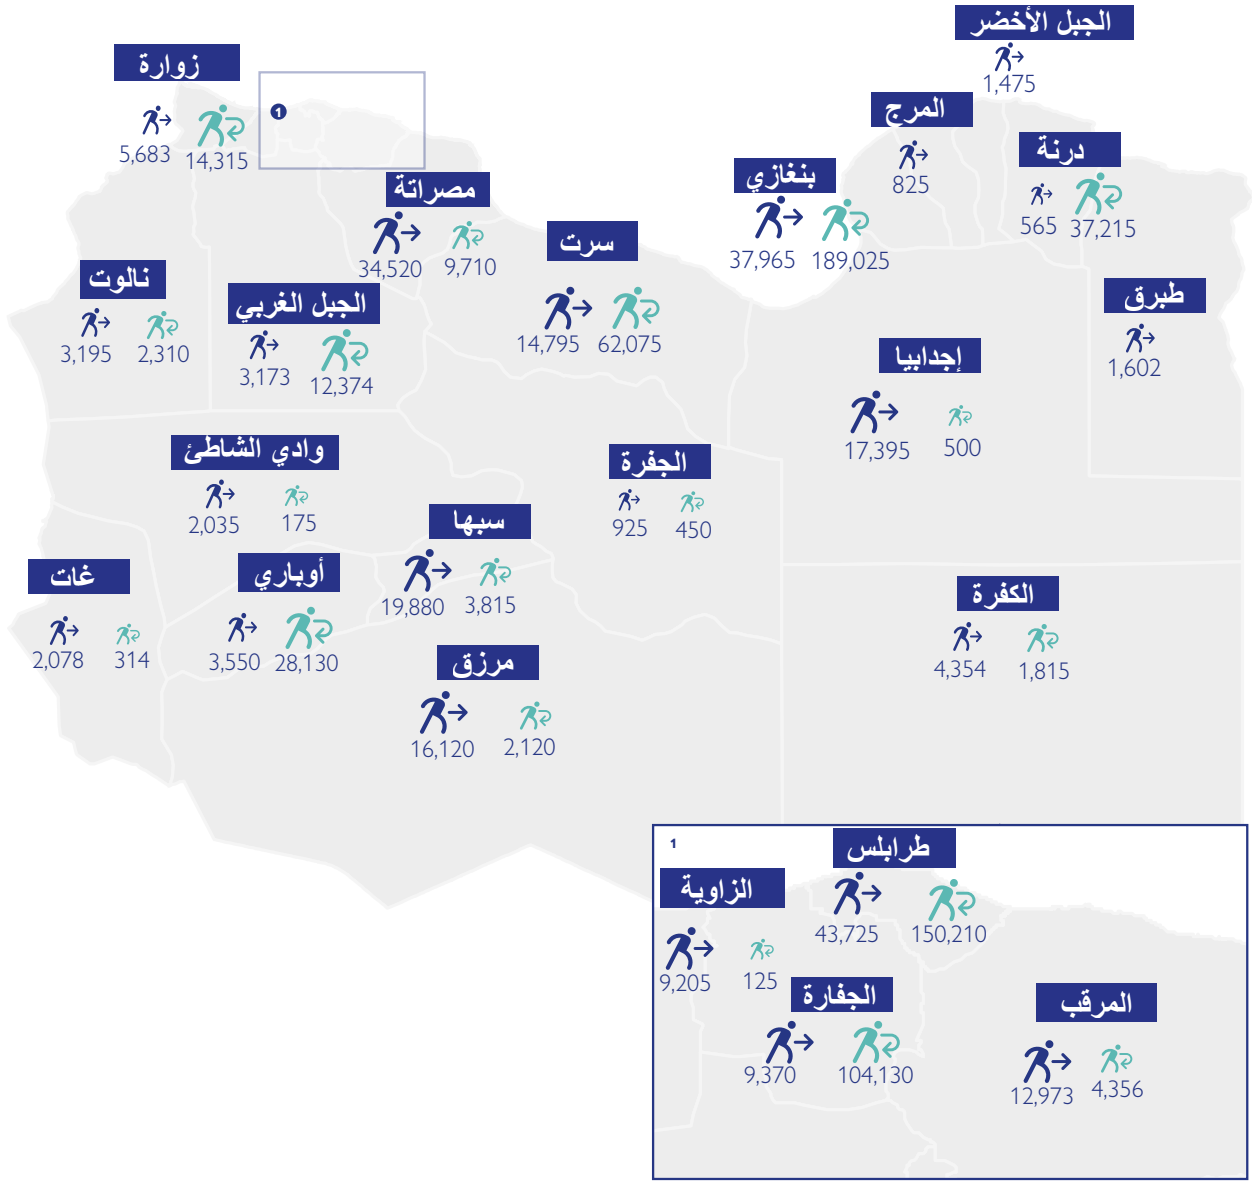 الجبل الأخضر
1,475
زوارة
5,683 14,315
1
المرج
825
درنة
565 37,215
بنغازي
37,965 189,025
مصراتة
34,520 9,710
سرت
14,795 62,075
نالوت
3,195 2,310
الجبل الغربي
3,173 12,374
طبرق
1,602
إجدابيا
17,395 500
وادي الشاطئ
2,035 175
الجفرة
925 450
سبها
19,880 3,815
غات
2,078 314
أوباري
3,550 28,130
الكفرة
4,354 1,815
مرزق
16,120 2,120
1
طرابلس
43,725 150,210
الزاوية
9,205 125
الجفارة
9,370 104,130
المرقب
12,973 4,356